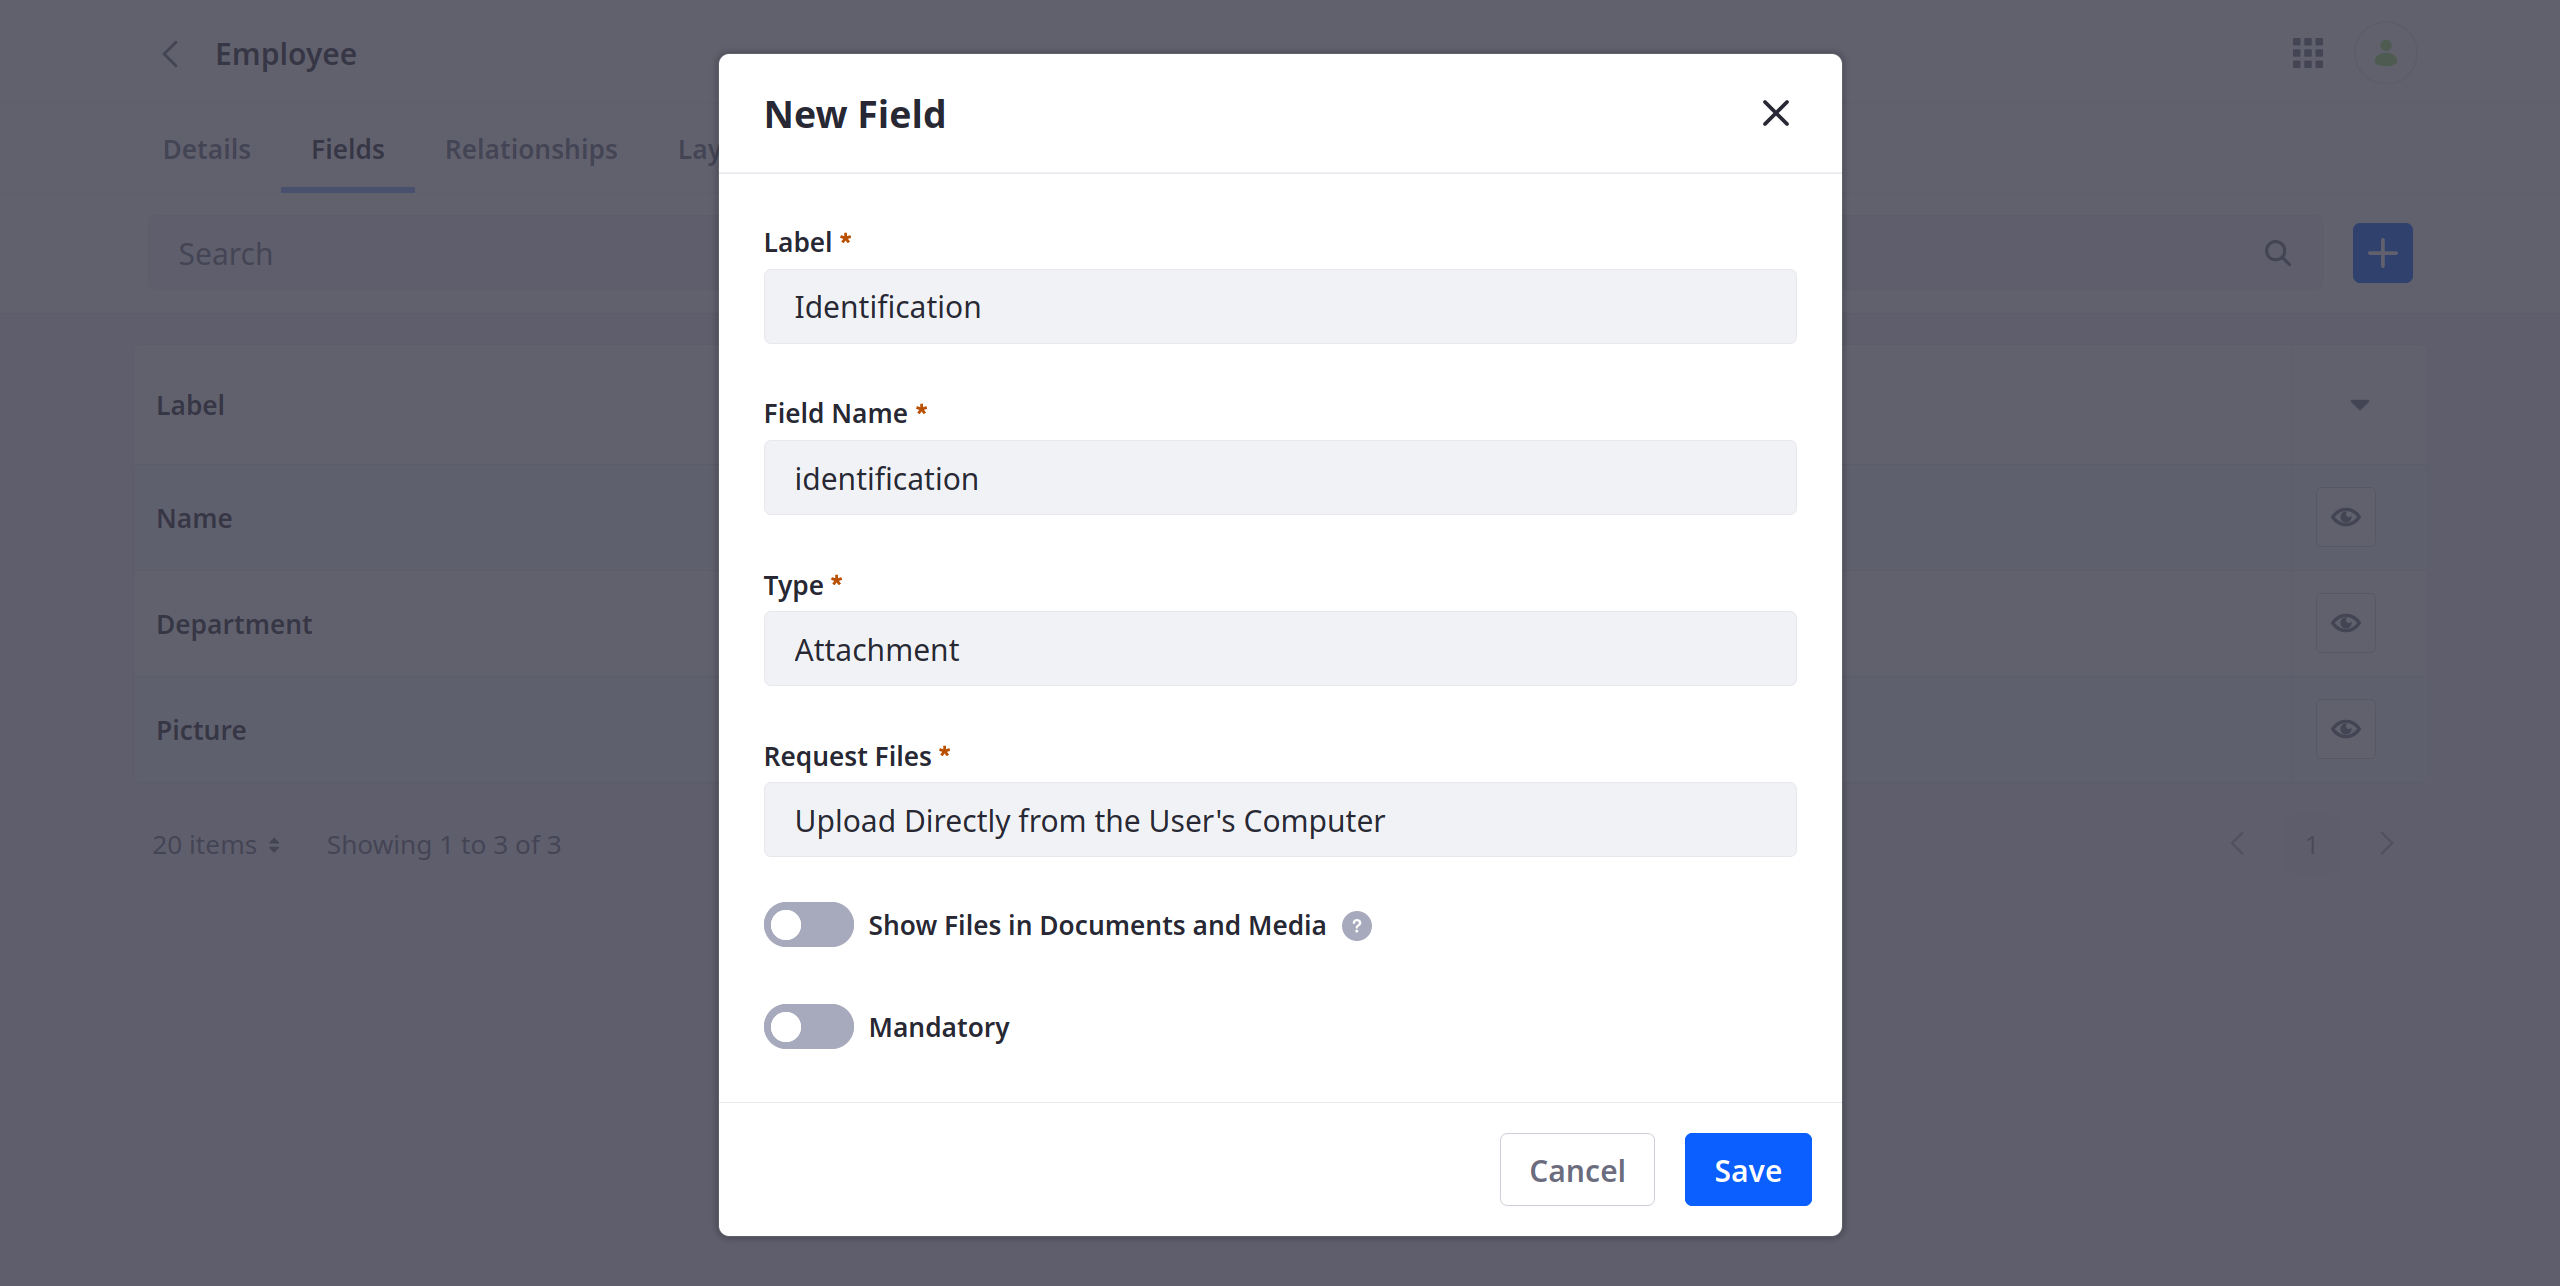 Employee
Details Fields Relationships Lay
Search
Label
Name
Department
Picture
20 items Showing 1 to 3 of 3
1
New Field
Label *
Identification
Field Name *
identification
Type *
Attachment
Request Files *
Upload Directly from the User's Computer
Show Files in Documents and Media ?
Mandatory
Cancel Save